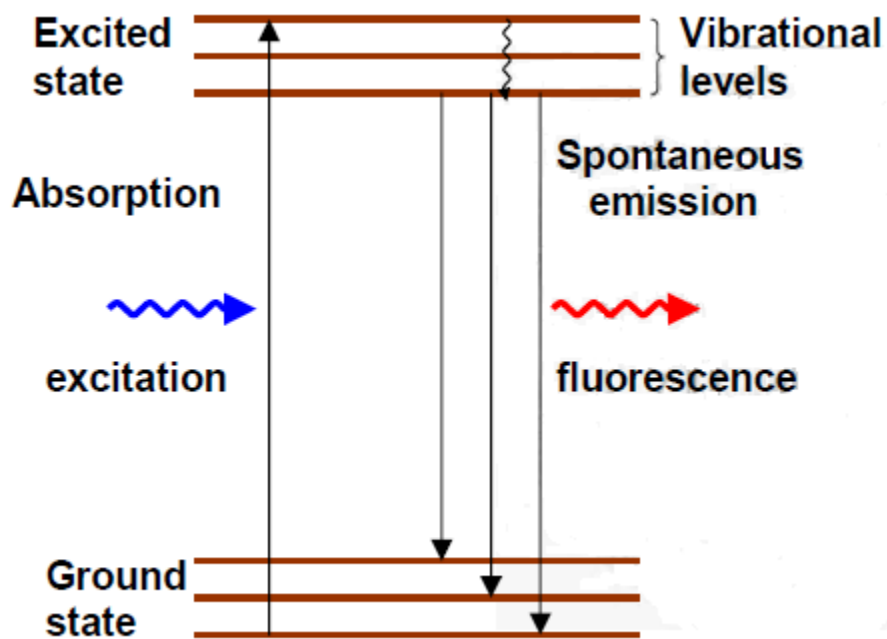 Excited
state
Vibrational
levels
Absorption
Spontaneous
emission
excitation
fluorescence
Ground
state